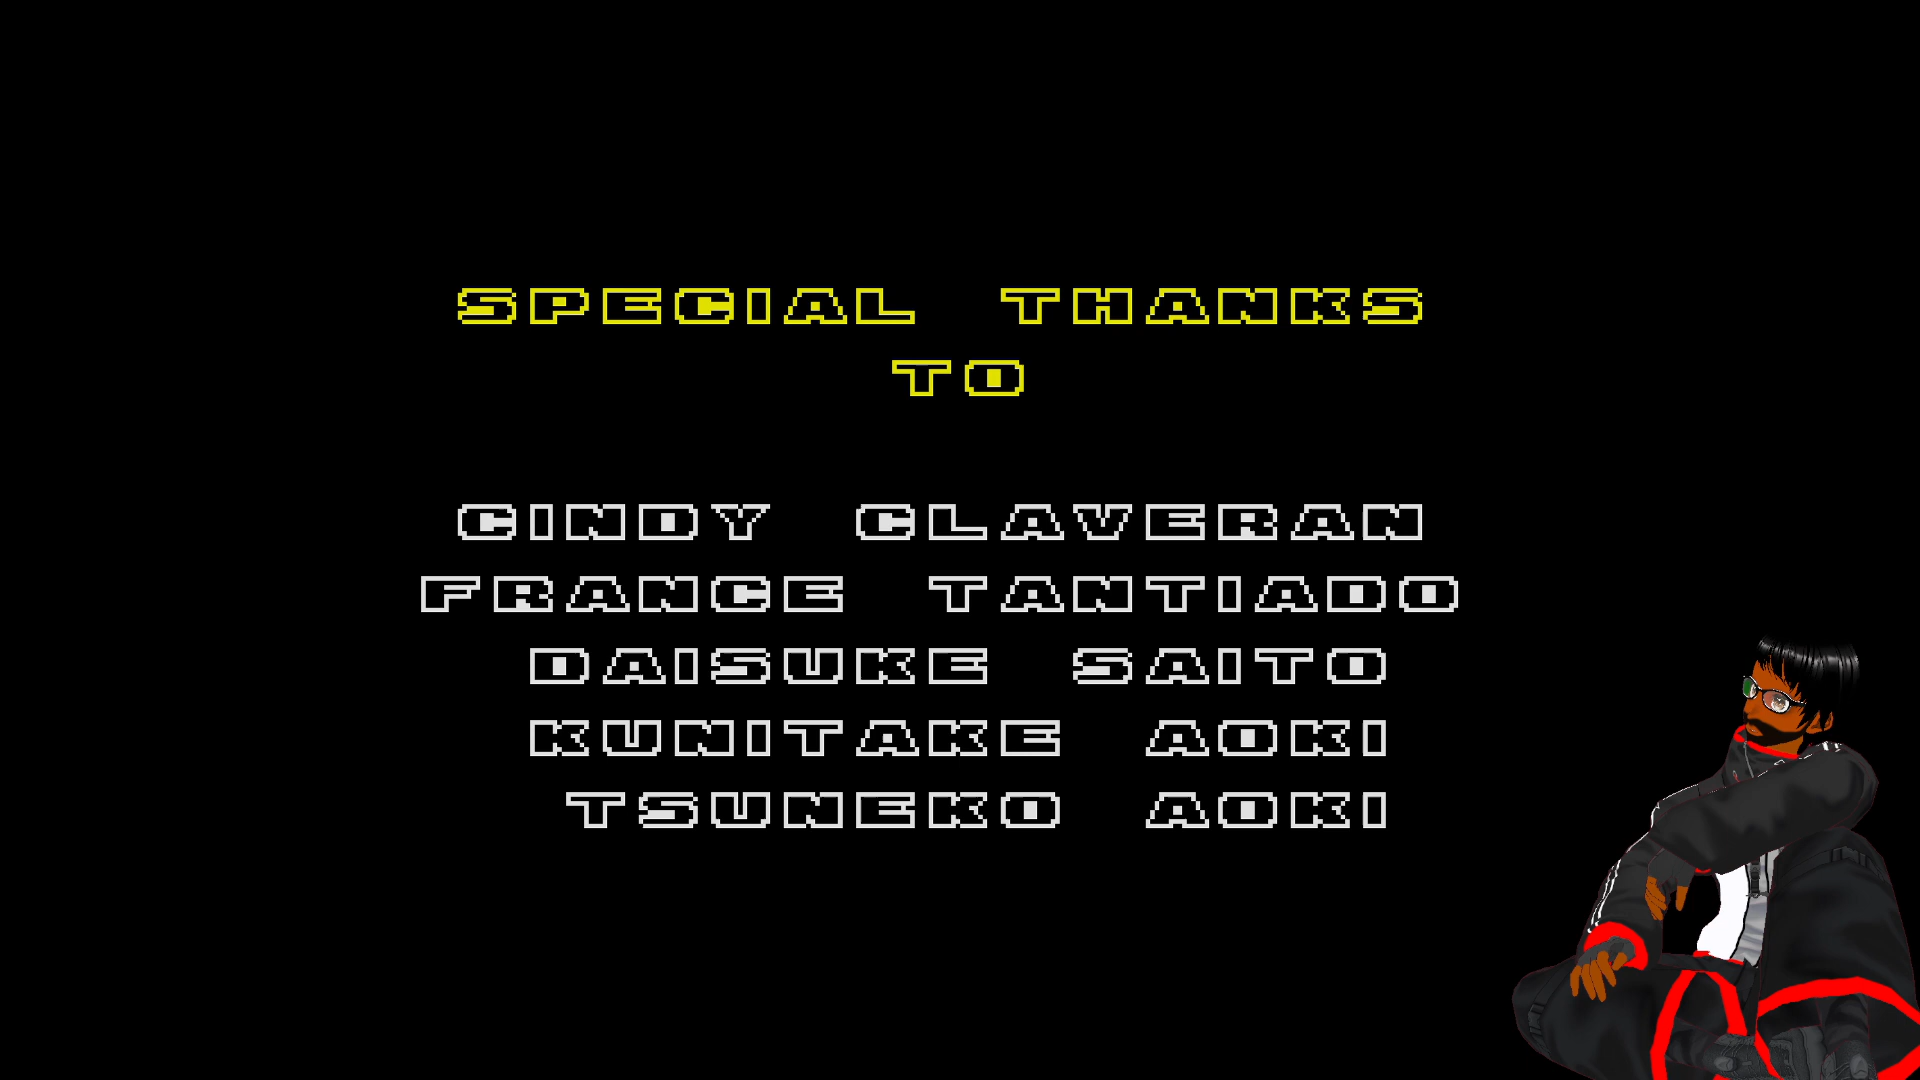 SPECIAL THANKS
TO
CINDY CLAVERAN
FRANCE TANTIADO
DAISUKE SAITO
KUNITAKE AOKI
TSUNEKO AOKI